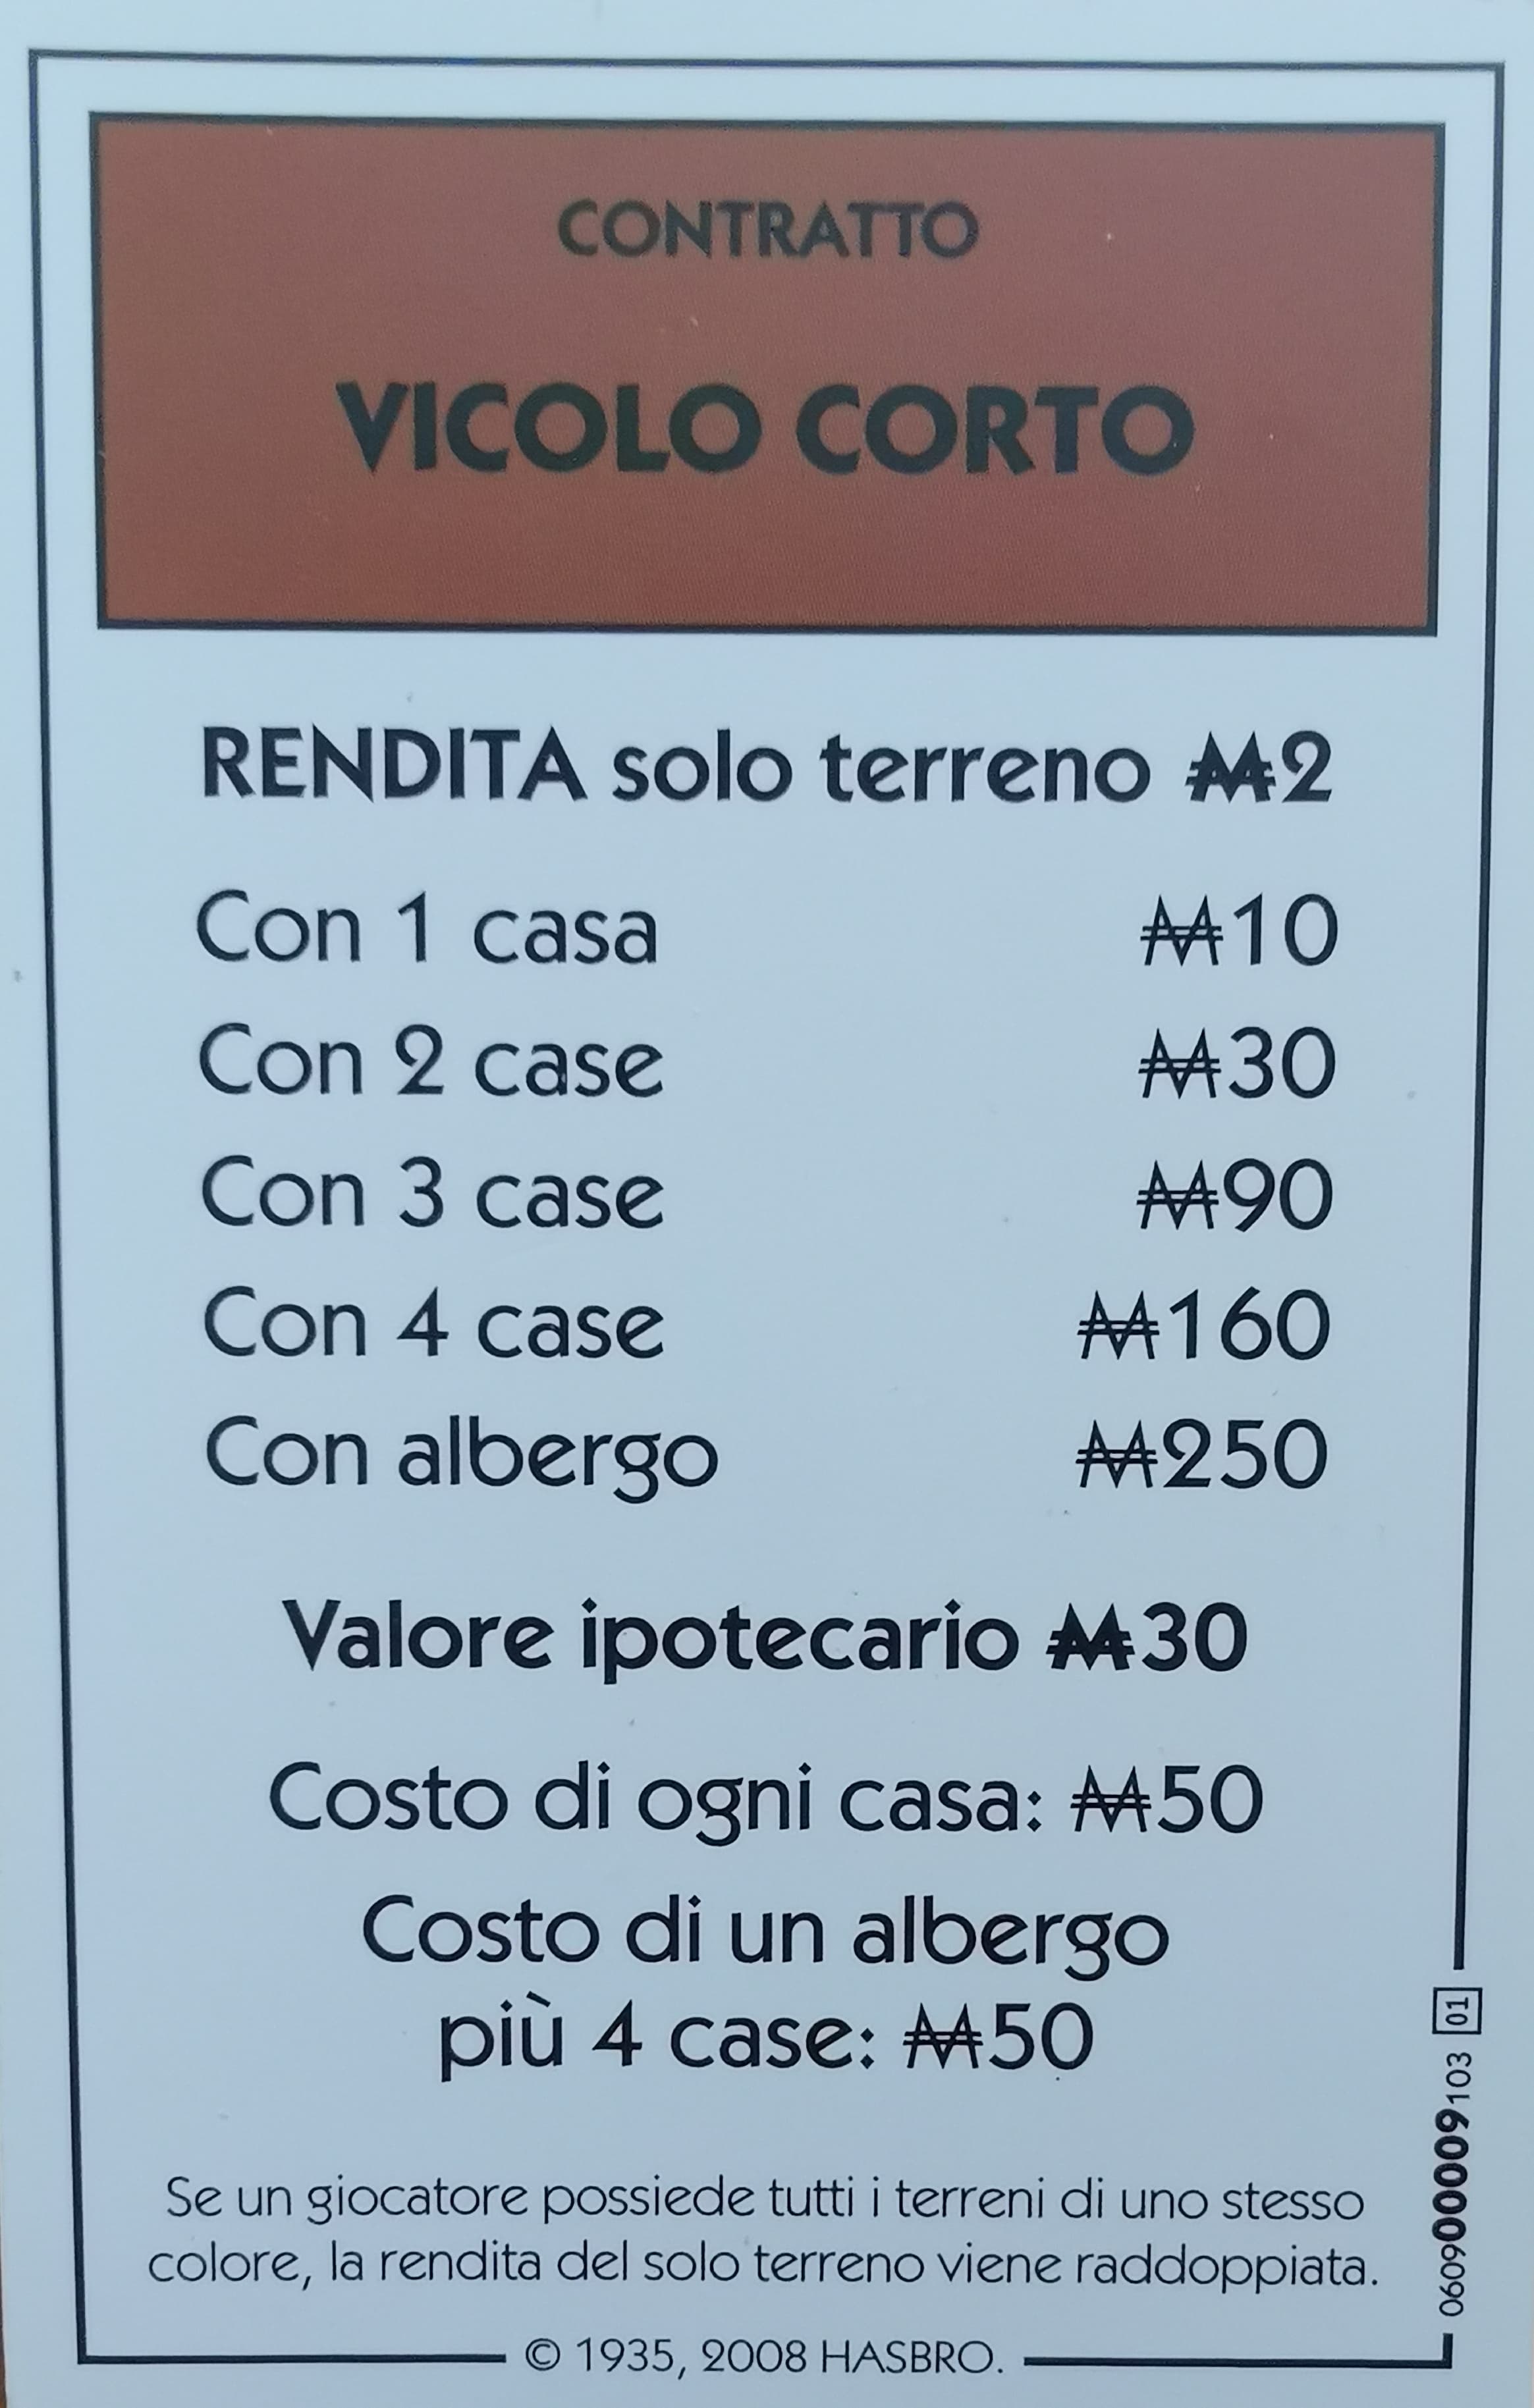 CONTRATTO
VICOLO CORTO
RENDITA solo terreno ₩2
Con 1 casa ₩10
Con 2 case ₩30
Con 3 case ₩90
Con 4 case ₩160
Con albergo ₩250
Valore ipotecario ₩30
Costo di ogni casa: ₩50
Costo di un albergo
più 4 case: ₩50
Se un giocatore possiede tutti i terreni di uno stesso
colore, la rendita del solo terreno viene raddoppiata.
© 1935, 2008 HASBRO.
060900009103 01